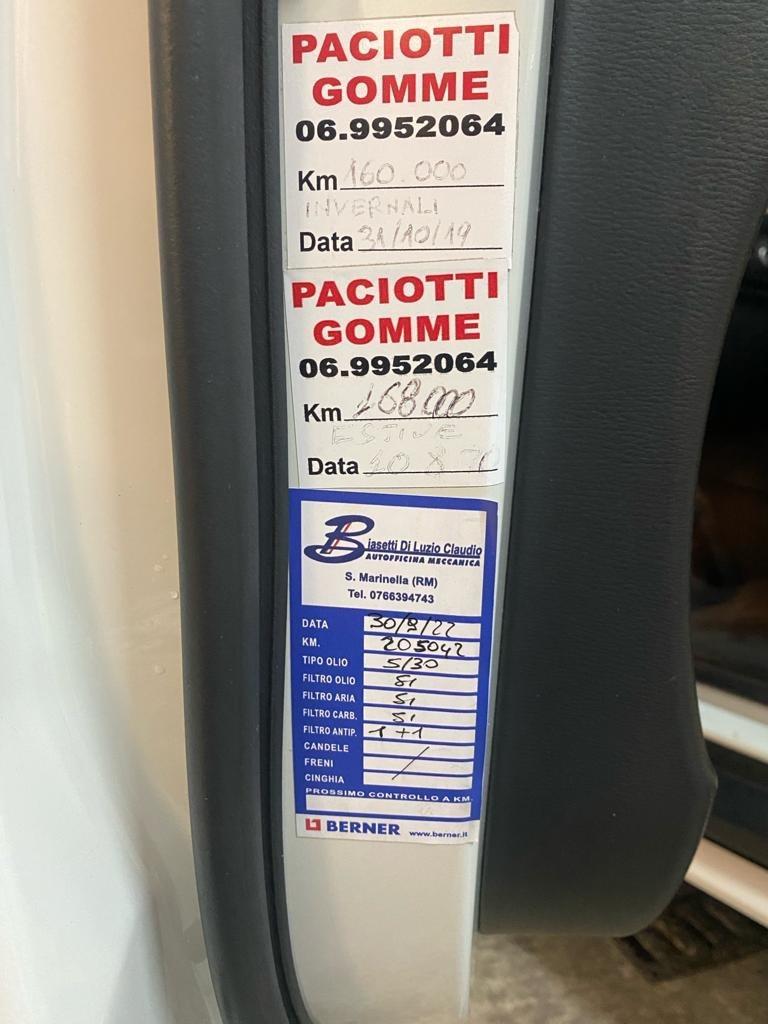 PACIOTTI
GOMME
06.9952064
Km 160.000
INVERNALI
Data 31/10/19
PACIOTTI
GOMME
06.9952064
Km 168000
ESTIVE
Data
Biasetti Di Luzio Claudio
AUTOFFICINA MECCANICA
S. Marinella (RM)
Tel. 0766394743
DATA 30/9/22
KM. 205042
TIPO OLIO 5/30
FILTRO OLIO SI
FILTRO ARIA SI
FILTRO CARB. SI
FILTRO ANTIP. 1+1
CANDELE
FRENI /
CINGHIA
PROSSIMO CONTROLLO A KM.
BERNER www.berner.it